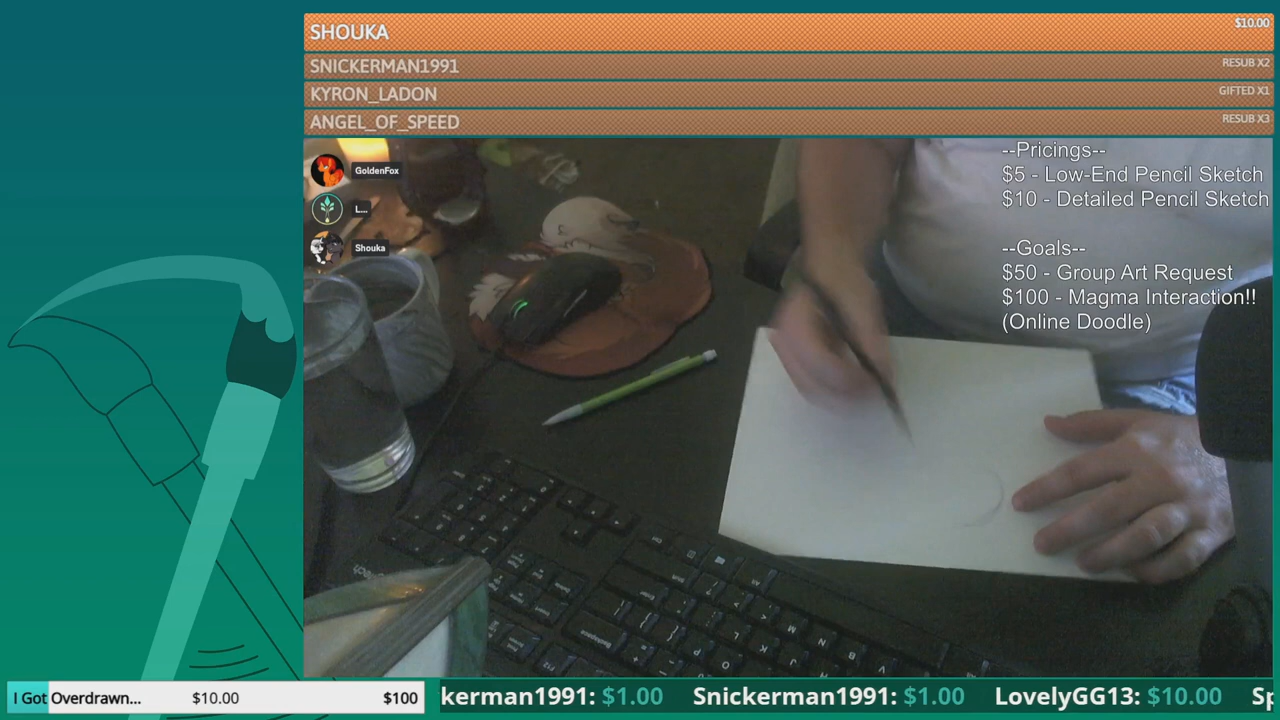 SHOUKA $10.00
SNICKERMAN1991 RESUB X2
KYRON_LADON GIFTED X1
ANGEL_OF_SPEED RESUB X3
GoldenFox
L...
Shouka
--Pricings--
$5 - Low-End Pencil Sketch
$10 - Detailed Pencil Sketch
--Goals--
$50 - Group Art Request
$100 - Magma Interaction!!
(Online Doodle)
I Got Overdrawn... $10.00 $100
kerman1991: $1.00 Snickerman1991: $1.00 LovelyGG13: $10.00 Sp